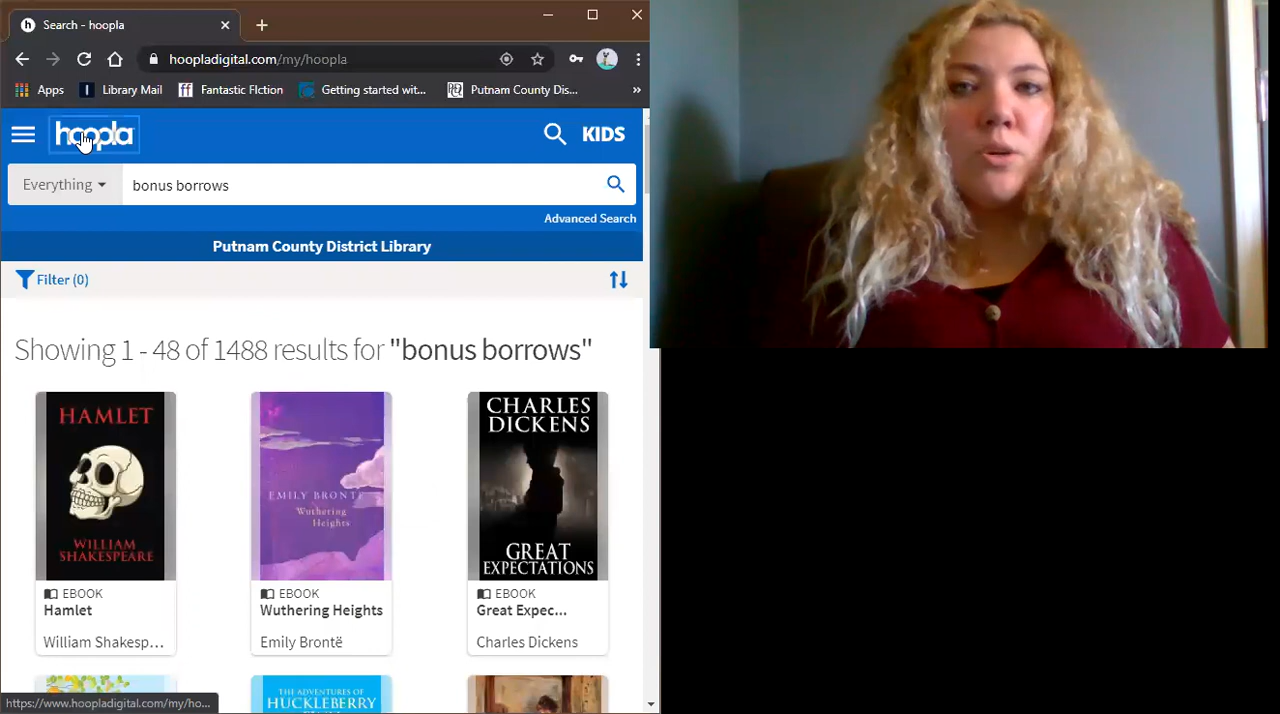 Search - hoopla
hoopladigital.com/my/hoopla
Apps
Library Mail
ff
Fantastic FIction
Getting started wit...
Putnam County Dis...
»
hoopla
KIDS
Everything
bonus borrows
Advanced Search
Putnam County District Library
Filter (0)
Showing 1 - 48 of 1488 results for "bonus borrows"
HAMLET
WILLIAM
SHAKESPEARE
EBOOK
Hamlet
William Shakesp...
EMILY BRONTË
Wuthering
Heights
EBOOK
Wuthering Heights
Emily Brontë
CHARLES
DICKENS
GREAT
EXPECTATIONS
EBOOK
Great Expec...
Charles Dickens
THE ADVENTURES OF
HUCKLEBERRY
https://www.hoopladigital.com/my/ho...